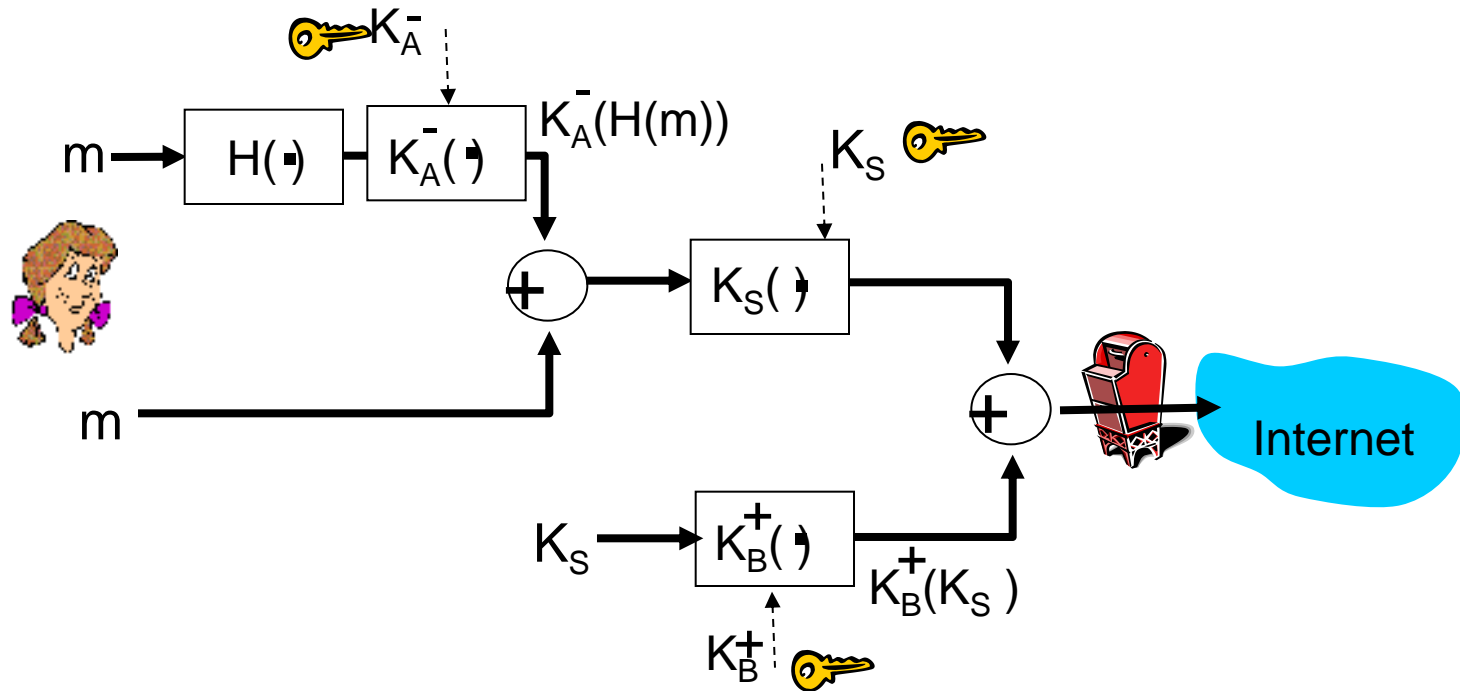 K_A^-
K_A^-(H(m))
m
H(·)
K_A^-(·)
K_S
+
K_S(·)
m
+
Internet
K_S
K_B^+(·)
K_B^+(K_S )
K_B^+